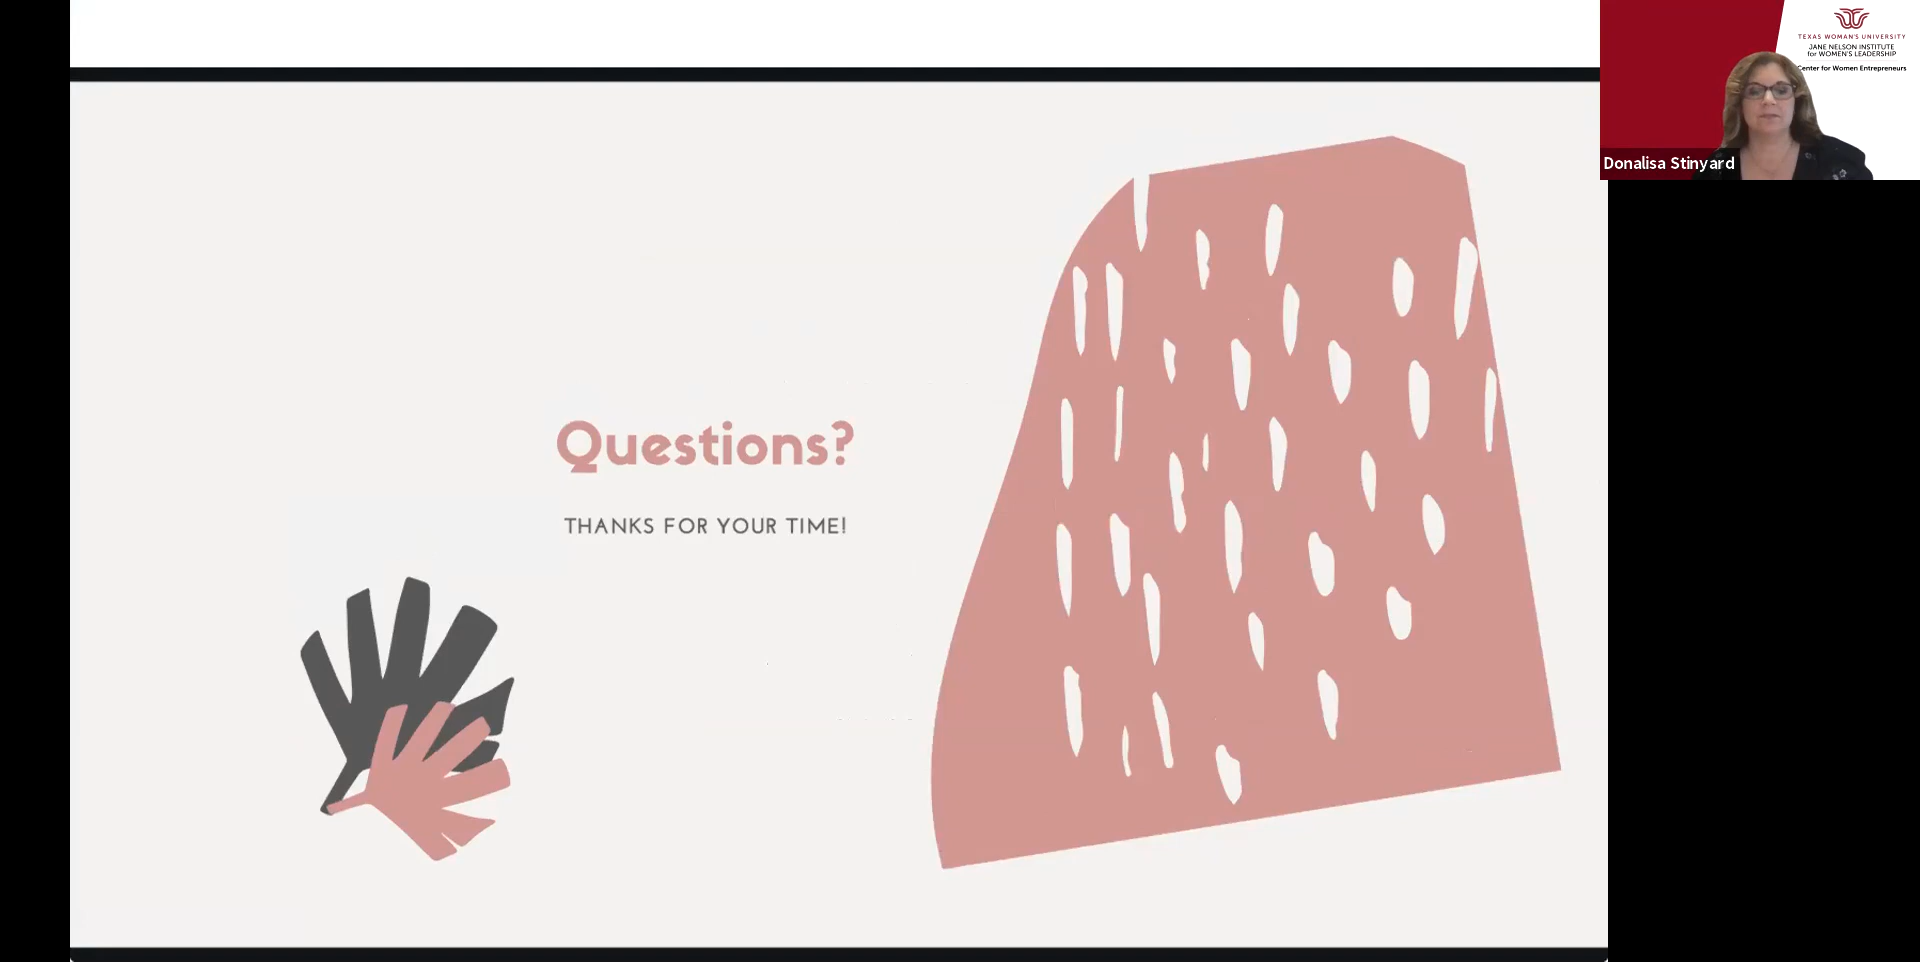 Questions?
THANKS FOR YOUR TIME!
TEXAS WOMAN'S UNIVERSITY
JANE NELSON INSTITUTE
for WOMEN'S LEADERSHIP
Center for Women Entrepreneurs
Donalisa Stinyard